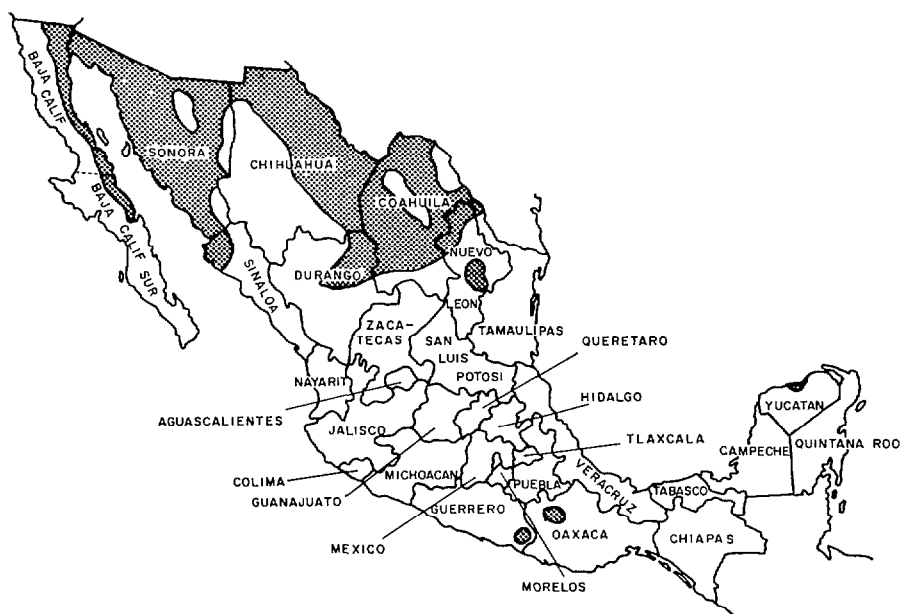 BAJA CALIF
SONORA
CHIHUAHUA
COAHUILA
BAJA CALIF SUR
SINALOA
DURANGO
NUEVO
LEON
ZACA-
TECAS
SAN
LUIS
POTOSI
TAMAULIPAS
QUERETARO
NAYARIT
HIDALGO
AGUASCALIENTES
JALISCO
TLAXCALA
YUCATAN
CAMPECHE
QUINTANA ROO
COLIMA
MICHOACAN
GUANAJUATO
PUEBLA
VERACRUZ
TABASCO
GUERRERO
MEXICO
OAXACA
CHIAPAS
MORELOS